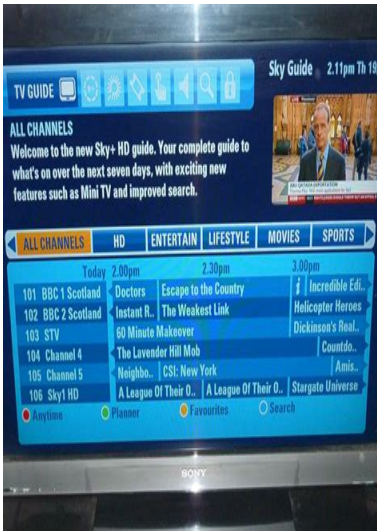 Sky Guide 2.11pm Th 19
TV GUIDE
ALL CHANNELS
Welcome to the new Sky+ HD guide. Your complete guide to
what's on over the next seven days, with exciting new
features such as Mini TV and improved search.
ABU QATADA DEPORTATION
ALL CHANNELS HD ENTERTAIN LIFESTYLE MOVIES SPORTS
Today 2.00pm 2.30pm 3.00pm
101 BBC 1 Scotland Doctors Escape to the Country i Incredible Edi..
102 BBC 2 Scotland Instant R.. The Weakest Link Helicopter Heroes
103 STV 60 Minute Makeover Dickinson's Real..
104 Channel 4 The Lavender Hill Mob Countdo..
105 Channel 5 Neighbo.. CSI: New York Amis..
106 Sky1 HD A League Of Their O.. A League Of Their O.. Stargate Universe
Anytime Planner Favourites Search
SONY